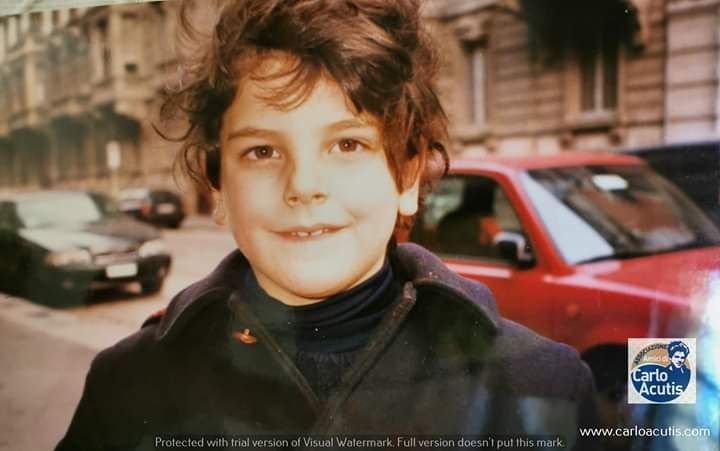 ASSOCIAZIONE
Amici di
Carlo
Acutis
www.carloacutis.com
Protected with trial version of Visual Watermark. Full version doesn't put this mark.